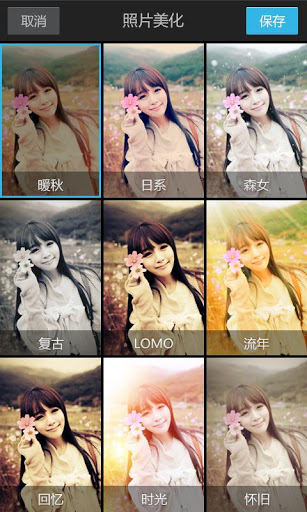 取消
照片美化
保存
暖秋
日系
森女
复古
LOMO
流年
回忆
时光
怀旧